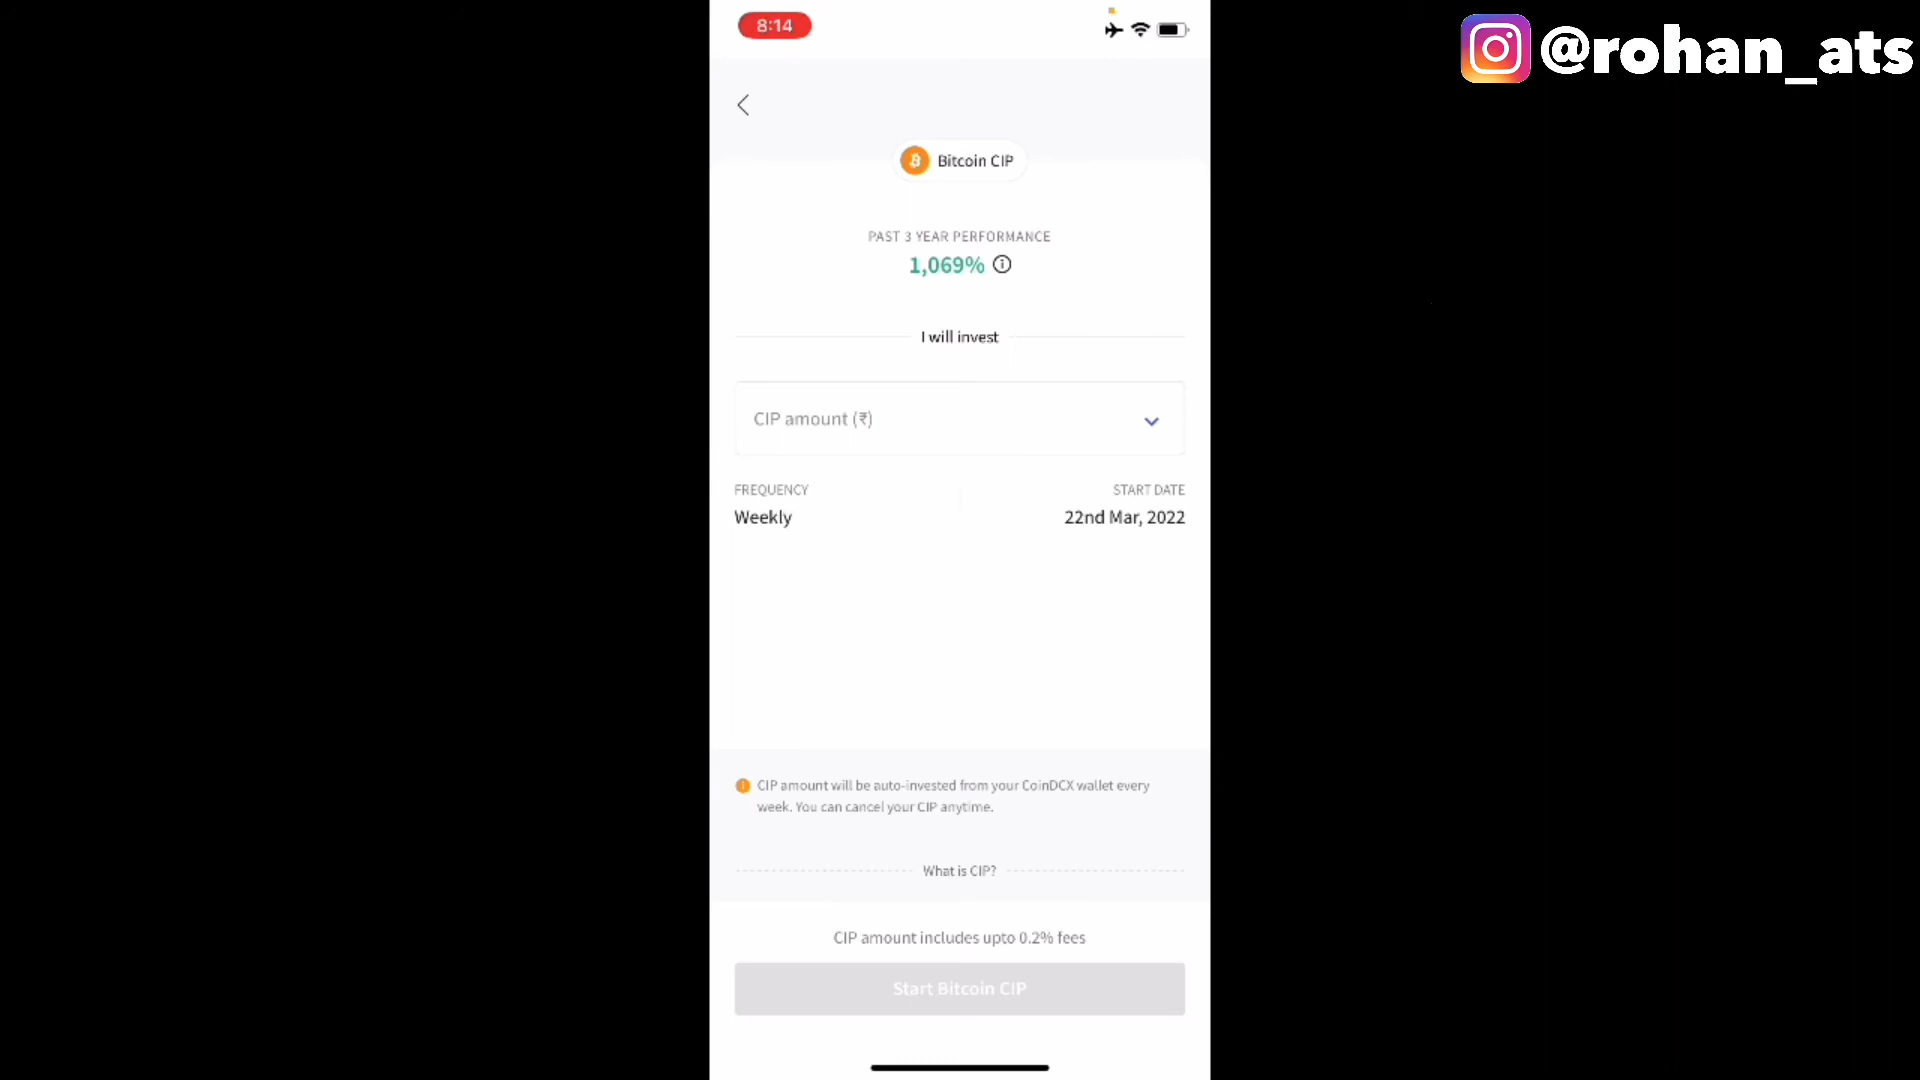 8:14
@rohan_ats
Bitcoin CIP
PAST 3 YEAR PERFORMANCE
1,069%
I will invest
CIP amount (₹)
FREQUENCY
START DATE
Weekly
22nd Mar, 2022
CIP amount will be auto-invested from your CoinDCX wallet every
week. You can cancel your CIP anytime.
What is CIP?
CIP amount includes upto 0.2% fees
Start Bitcoin CIP